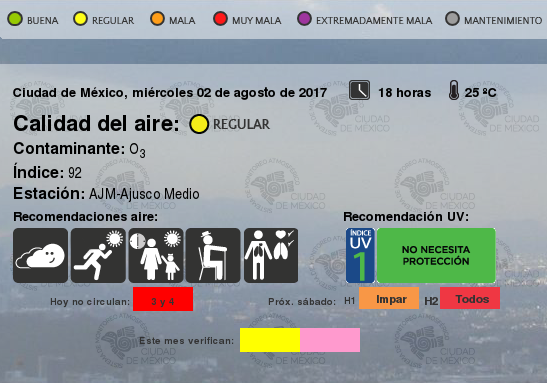 BUENA REGULAR MALA MUY MALA EXTREMADAMENTE MALA MANTENIMIENTO
Ciudad de México, miércoles 02 de agosto de 2017 18 horas 25 ºC
Calidad del aire: REGULAR
Contaminante: O3
Índice: 92
Estación: AJM-Ajusco Medio
Recomendaciones aire: Recomendación UV:
ÍNDICE
UV
1
NO NECESITA
PROTECCIÓN
Hoy no circulan: 3 y 4 Próx. sábado: H1 Impar H2 Todos
Este mes verifican:
CIUDAD
DE MÉXICO